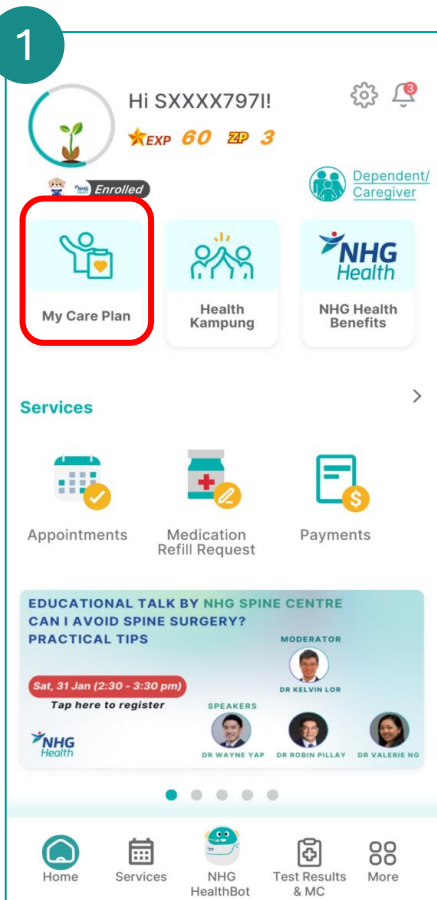 1
Hi SXXXX797I!
3
EXP 60 ZP 3
NHG Enrolled
Dependent/
Caregiver
My Care Plan
Health
Kampung
NHG
Health
NHG Health
Benefits
Services
Appointments
Medication
Refill Request
Payments
EDUCATIONAL TALK BY NHG SPINE CENTRE
CAN I AVOID SPINE SURGERY?
PRACTICAL TIPS
MODERATOR
DR KELVIN LOR
Sat, 31 Jan (2:30 - 3:30 pm)
Tap here to register
SPEAKERS
NHG
Health
DR WAYNE YAP
DR ROBIN PILLAY
DR VALERIE NG
Home
Services
NHG
HealthBot
Test Results
& MC
More